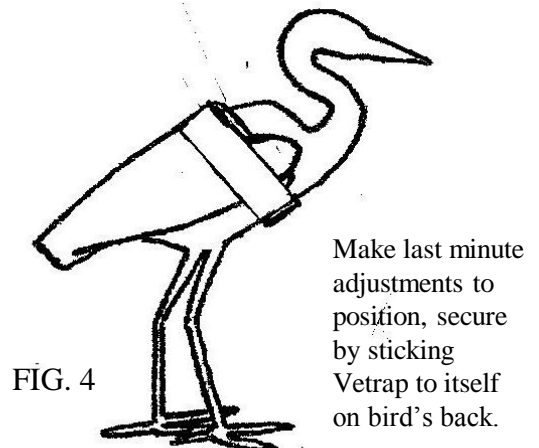 Make last minute
adjustments to
position, secure
by sticking
Vetrap to itself
on bird's back.
FIG. 4